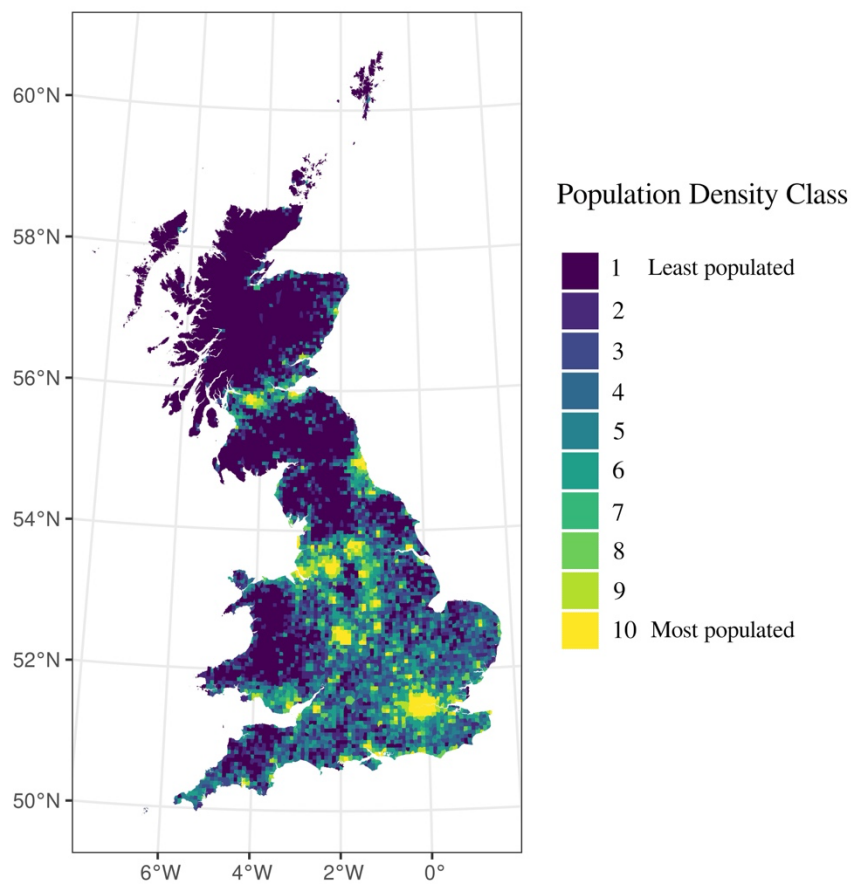 Population Density Class
60°N
58°N
56°N
54°N
52°N
50°N
6°W 4°W 2°W 0°
1 Least populated
2
3
4
5
6
7
8
9
10 Most populated